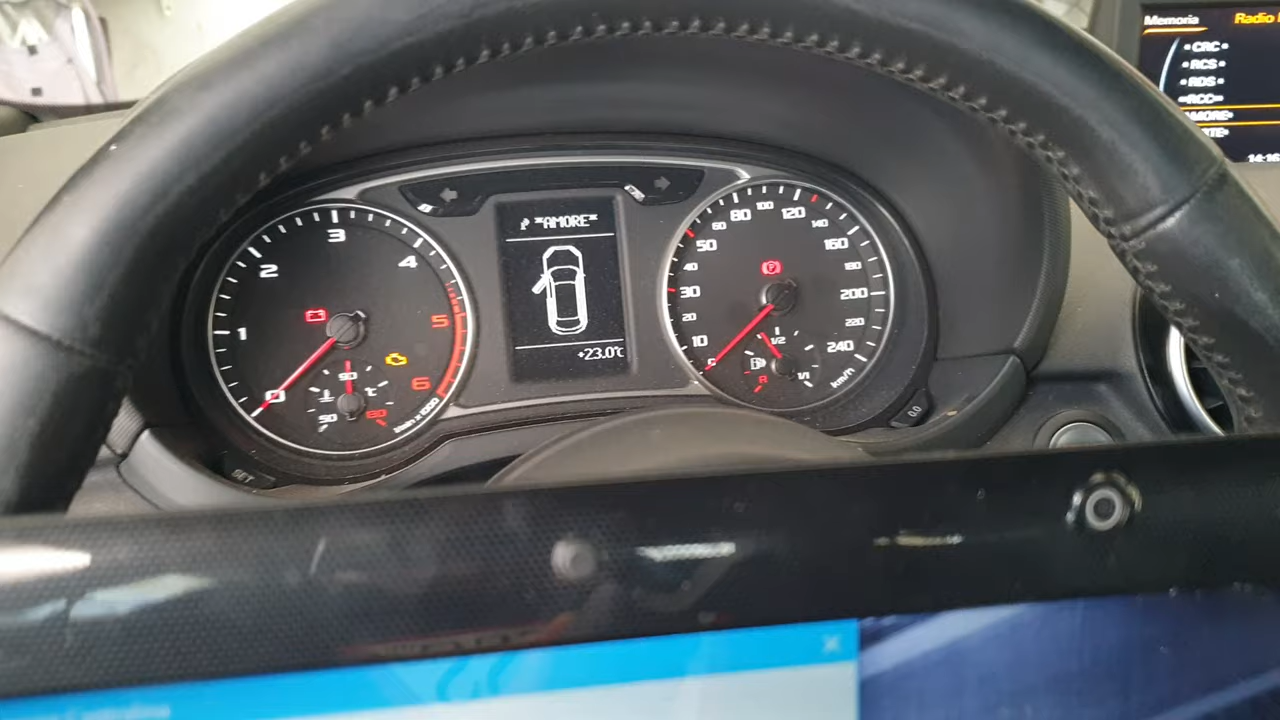 Memoria
Radio
•CRC•
•RCS•
•RDS•
=RCC=
AMORE*
14:16
*AMORE*
+23.0°C
0
1
2
3
4
5
6
1/min x 1000
50
90
130
°C
10
20
30
40
50
60
80
100
120
140
160
180
200
220
240
km/h
(P)
R
1/2
1/1
SET
0.0